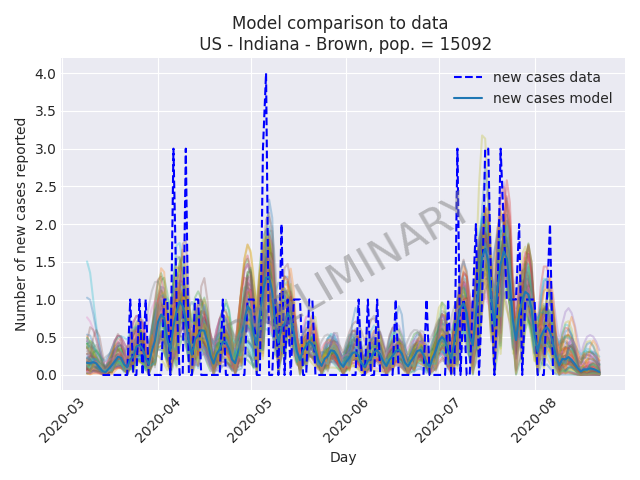 Model comparison to data
US - Indiana - Brown, pop. = 15092
new cases data
new cases model
Number of new cases reported
4.0
3.5
3.0
2.5
2.0
1.5
1.0
0.5
0.0
LIMINARY
2020-03
2020-04
2020-05
2020-06
2020-07
2020-08
Day